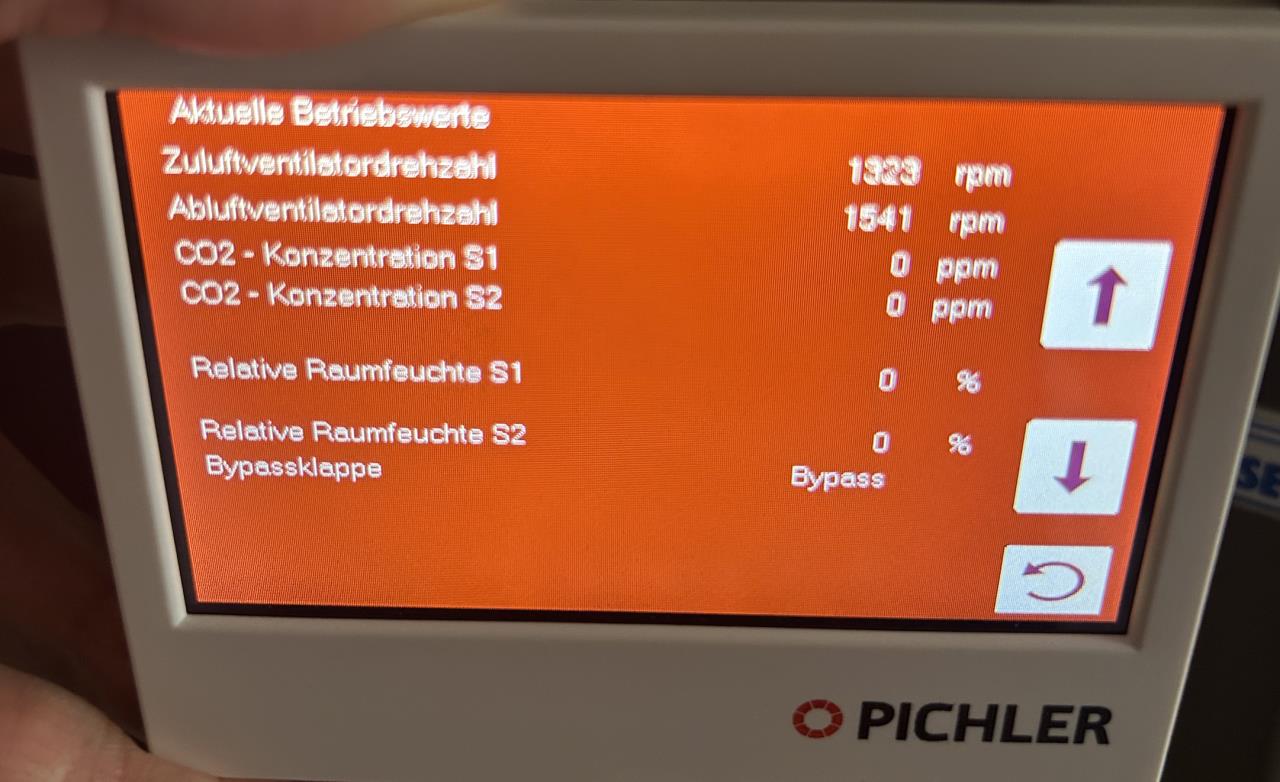 Aktuelle Betriebswerte
Zuluftventilatordrehzahl 1323 rpm
Abluftventilatordrehzahl 1541 rpm
CO2 - Konzentration S1 0 ppm
CO2 - Konzentration S2 0 ppm
Relative Raumfeuchte S1 0 %
Relative Raumfeuchte S2 0 %
Bypassklappe Bypass
PICHLER
SE